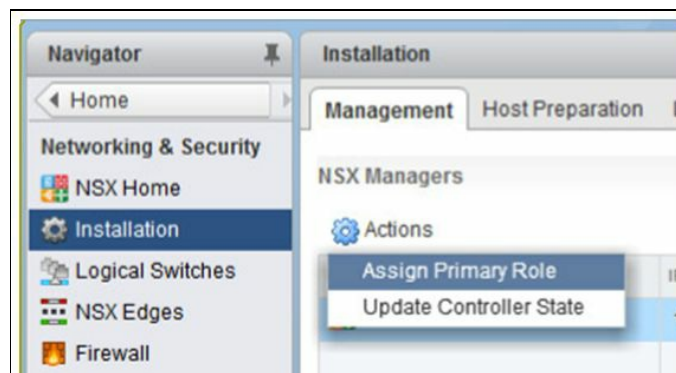 Navigator
Home
Networking & Security
NSX Home
Installation
Logical Switches
NSX Edges
Firewall
Installation
Management
Host Preparation
NSX Managers
Actions
Assign Primary Role
Update Controller State